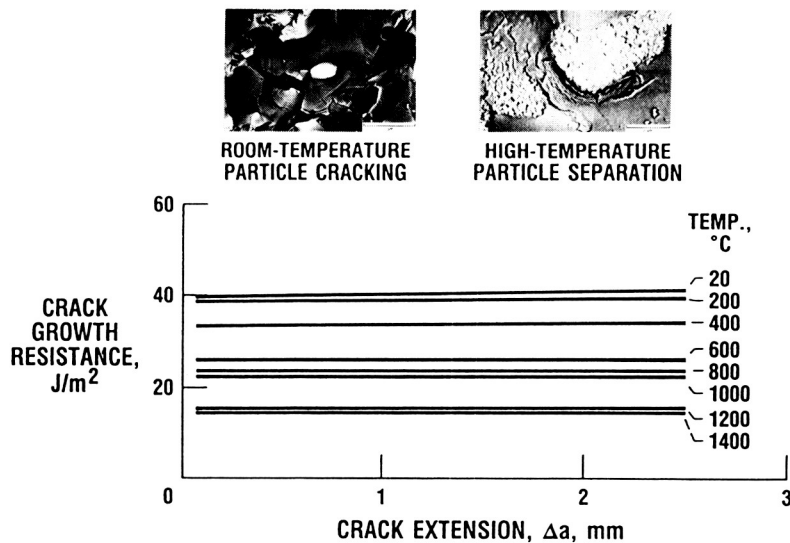 ROOM-TEMPERATURE
PARTICLE CRACKING
HIGH-TEMPERATURE
PARTICLE SEPARATION
60
40
20
0
CRACK
GROWTH
RESISTANCE,
J/m²
TEMP.,
°C
20
200
400
600
800
1000
1200
1400
1
2
3
CRACK EXTENSION, Δa, mm